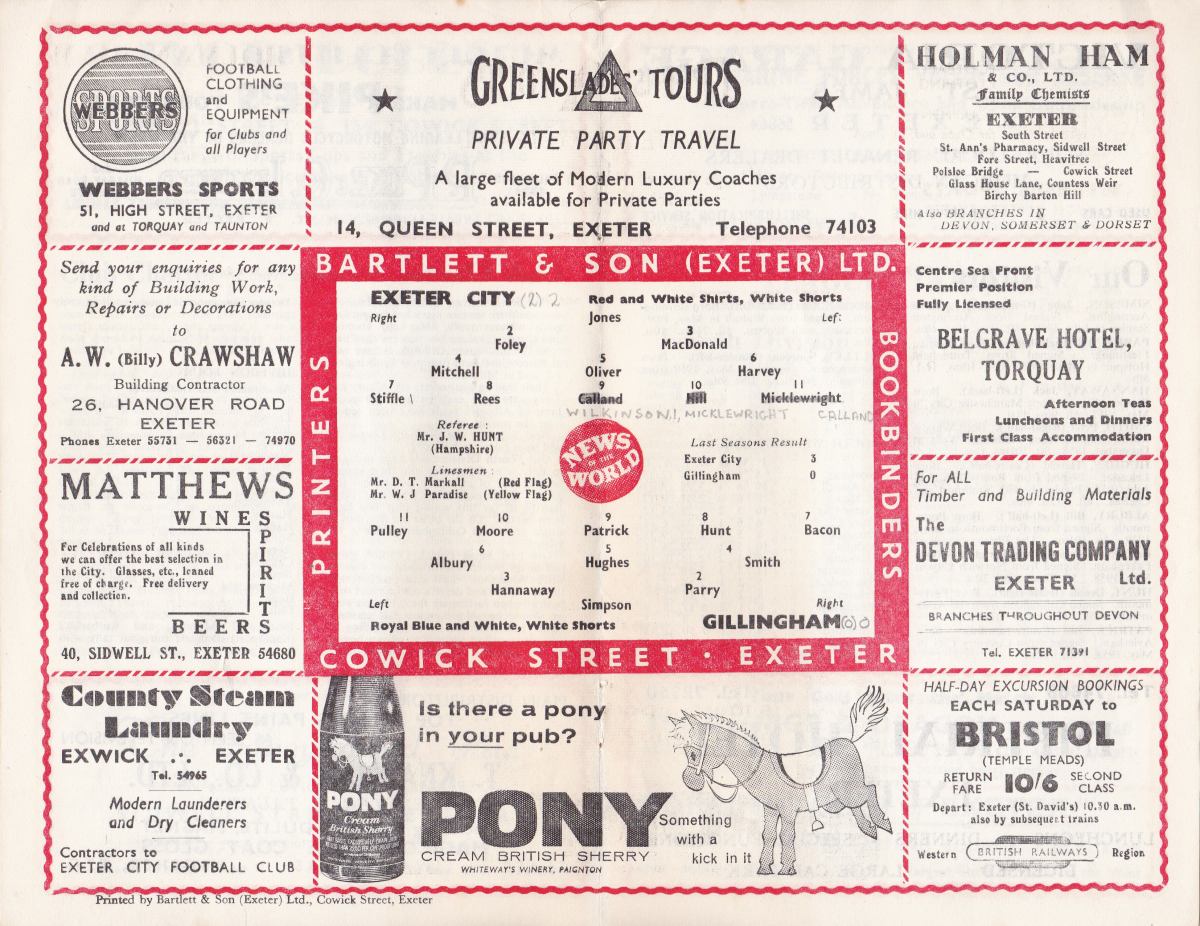 WEBBERS
SPORTS
FOOTBALL
CLOTHING
and
EQUIPMENT
for Clubs and
all Players
WEBBERS SPORTS
51, HIGH STREET, EXETER
and at TORQUAY and TAUNTON
GREENSLADES' TOURS
PRIVATE PARTY TRAVEL
A large fleet of Modern Luxury Coaches
available for Private Parties
14, QUEEN STREET, EXETER Telephone 74103
HOLMAN HAM
& CO., LTD.
Family Chemists
EXETER
South Street
St. Ann's Pharmacy, Sidwell Street
Fore Street, Heavitree
Polsloe Bridge — Cowick Street
Glass House Lane, Countess Weir
Birchy Barton Hill
Also BRANCHES IN
DEVON, SOMERSET & DORSET
Send your enquiries for any
kind of Building Work,
Repairs or Decorations
to
A.W. (Billy) CRAWSHAW
Building Contractor
26, HANOVER ROAD
EXETER
Phones Exeter 55731 — 56321 — 74970
MATTHEWS
WINES
SPIRITS
BEERS
For Celebrations of all kinds
we can offer the best selection in
the City. Glasses, etc., loaned
free of charge. Free delivery
and collection.
40, SIDWELL ST., EXETER 54680
BARTLETT & SON (EXETER) LTD.
PRINTERS
BOOKBINDERS
COWICK STREET · EXETER
EXETER CITY (2) 2 Red and White Shirts, White Shorts
Right Jones Left:
2 3
Foley MacDonald
4 5 6
Mitchell Oliver Harvey
7 8 9 10 11
Stiffle \ Rees Calland Hill Micklewright
WILKINSON 1, MICKLEWRIGHT CALLAND
Referee :
Mr. J. W. HUNT
(Hampshire)
Linesmen :
Mr. D. T. Markall (Red Flag)
Mr. W. J Paradise (Yellow Flag)
NEWS
OF THE
WORLD
Last Seasons Result
Exeter City 3
Gillingham 0
11 10 9 8 7
Pulley Moore Patrick Hunt Bacon
6 5 4
Albury Hughes Smith
3 2
Hannaway Parry
Left Simpson Right
Royal Blue and White, White Shorts GILLINGHAM (0) 0
Centre Sea Front
Premier Position
Fully Licensed
BELGRAVE HOTEL,
TORQUAY
Afternoon Teas
Luncheons and Dinners
First Class Accommodation
For ALL
Timber and Building Materials
The
DEVON TRADING COMPANY
EXETER Ltd.
BRANCHES THROUGHOUT DEVON
Tel. EXETER 71391
County Steam
Laundry
EXWICK ∴ EXETER
Tel. 54965
Modern Launderers
and Dry Cleaners
Contractors to
EXETER CITY FOOTBALL CLUB
PONY
Cream
British Sherry
Is there a pony
in your pub?
PONY
CREAM BRITISH SHERRY
WHITEWAY'S WINERY, PAIGNTON
Something
with a
kick in it
HALF-DAY EXCURSION BOOKINGS
EACH SATURDAY to
BRISTOL
(TEMPLE MEADS)
RETURN FARE 10/6 SECOND CLASS
Depart: Exeter (St. David's) 10.30 a.m.
also by subsequent trains
Western BRITISH RAILWAYS Region
Printed by Bartlett & Son (Exeter) Ltd., Cowick Street, Exeter